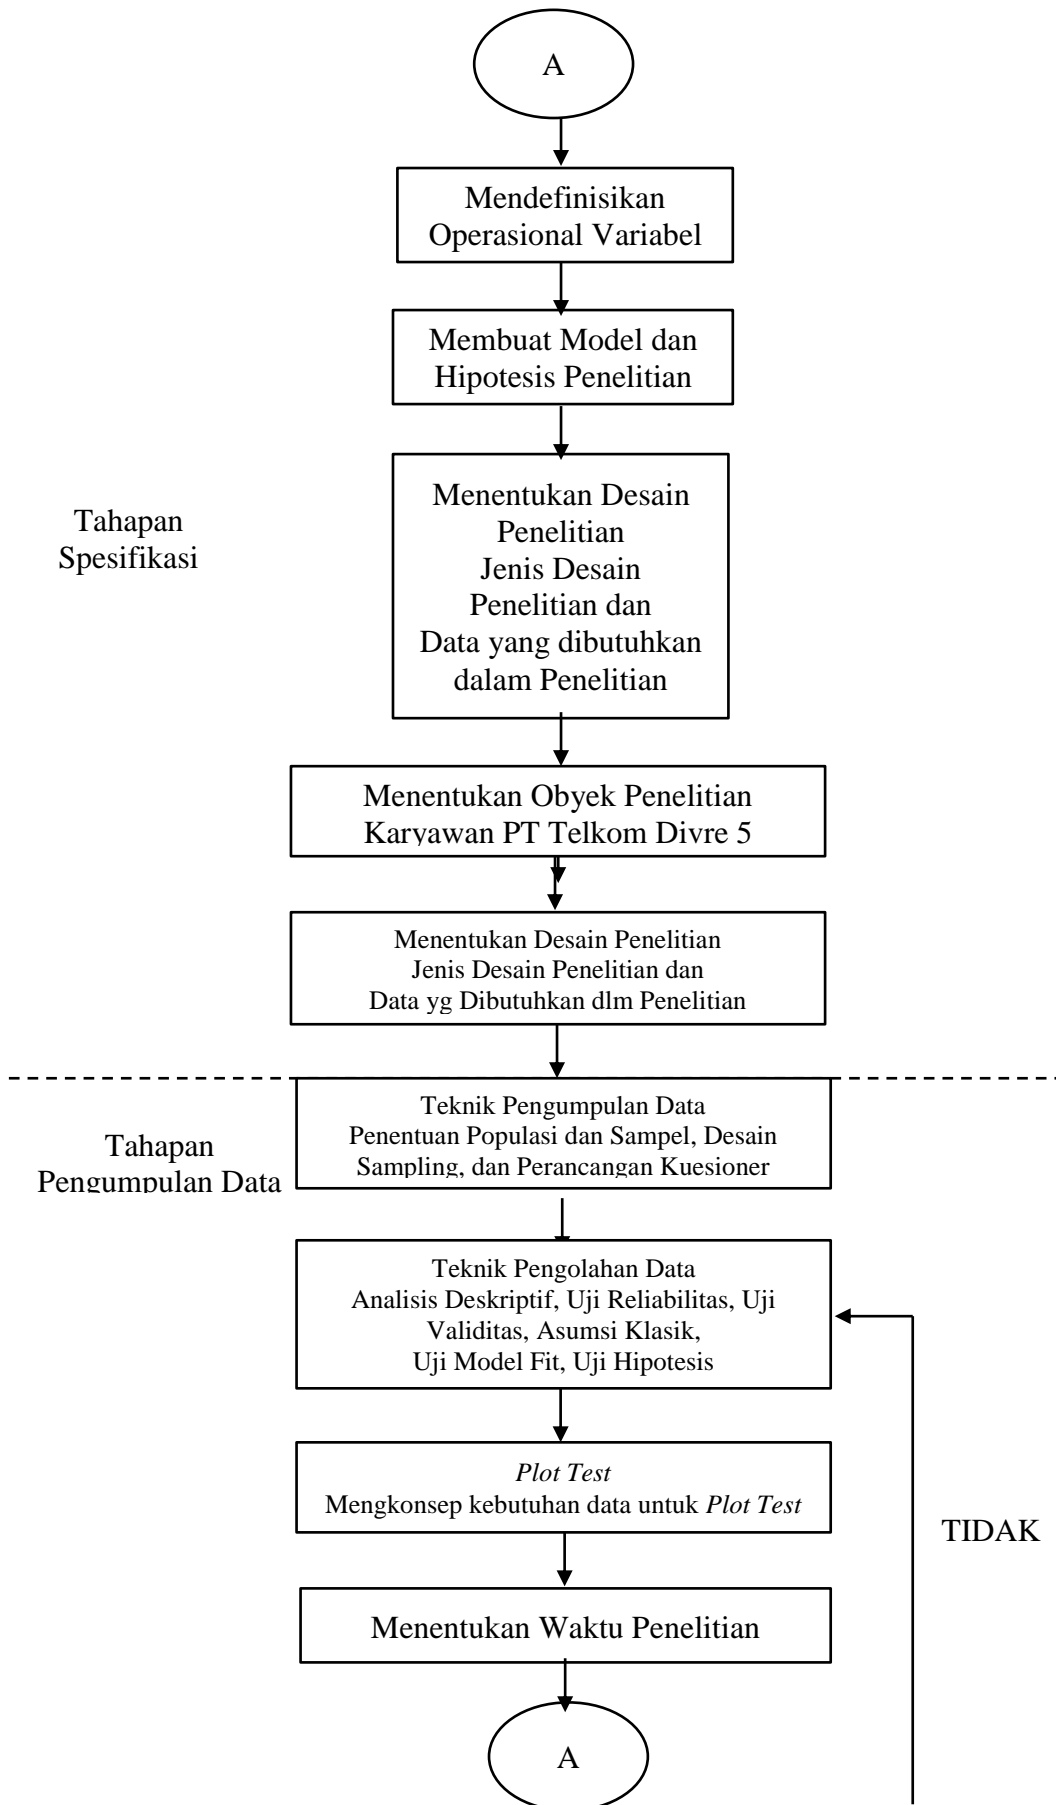 A
Mendefinisikan
Operasional Variabel
Membuat Model dan
Hipotesis Penelitian
Tahapan
Spesifikasi
Menentukan Desain
Penelitian
Jenis Desain
Penelitian dan
Data yang dibutuhkan
dalam Penelitian
Menentukan Obyek Penelitian
Karyawan PT Telkom Divre 5
Menentukan Desain Penelitian
Jenis Desain Penelitian dan
Data yg Dibutuhkan dlm Penelitian
Tahapan
Pengumpulan Data
Teknik Pengumpulan Data
Penentuan Populasi dan Sampel, Desain
Sampling, dan Perancangan Kuesioner
Teknik Pengolahan Data
Analisis Deskriptif, Uji Reliabilitas, Uji
Validitas, Asumsi Klasik,
Uji Model Fit, Uji Hipotesis
Plot Test
Mengkonsep kebutuhan data untuk Plot Test
TIDAK
Menentukan Waktu Penelitian
A